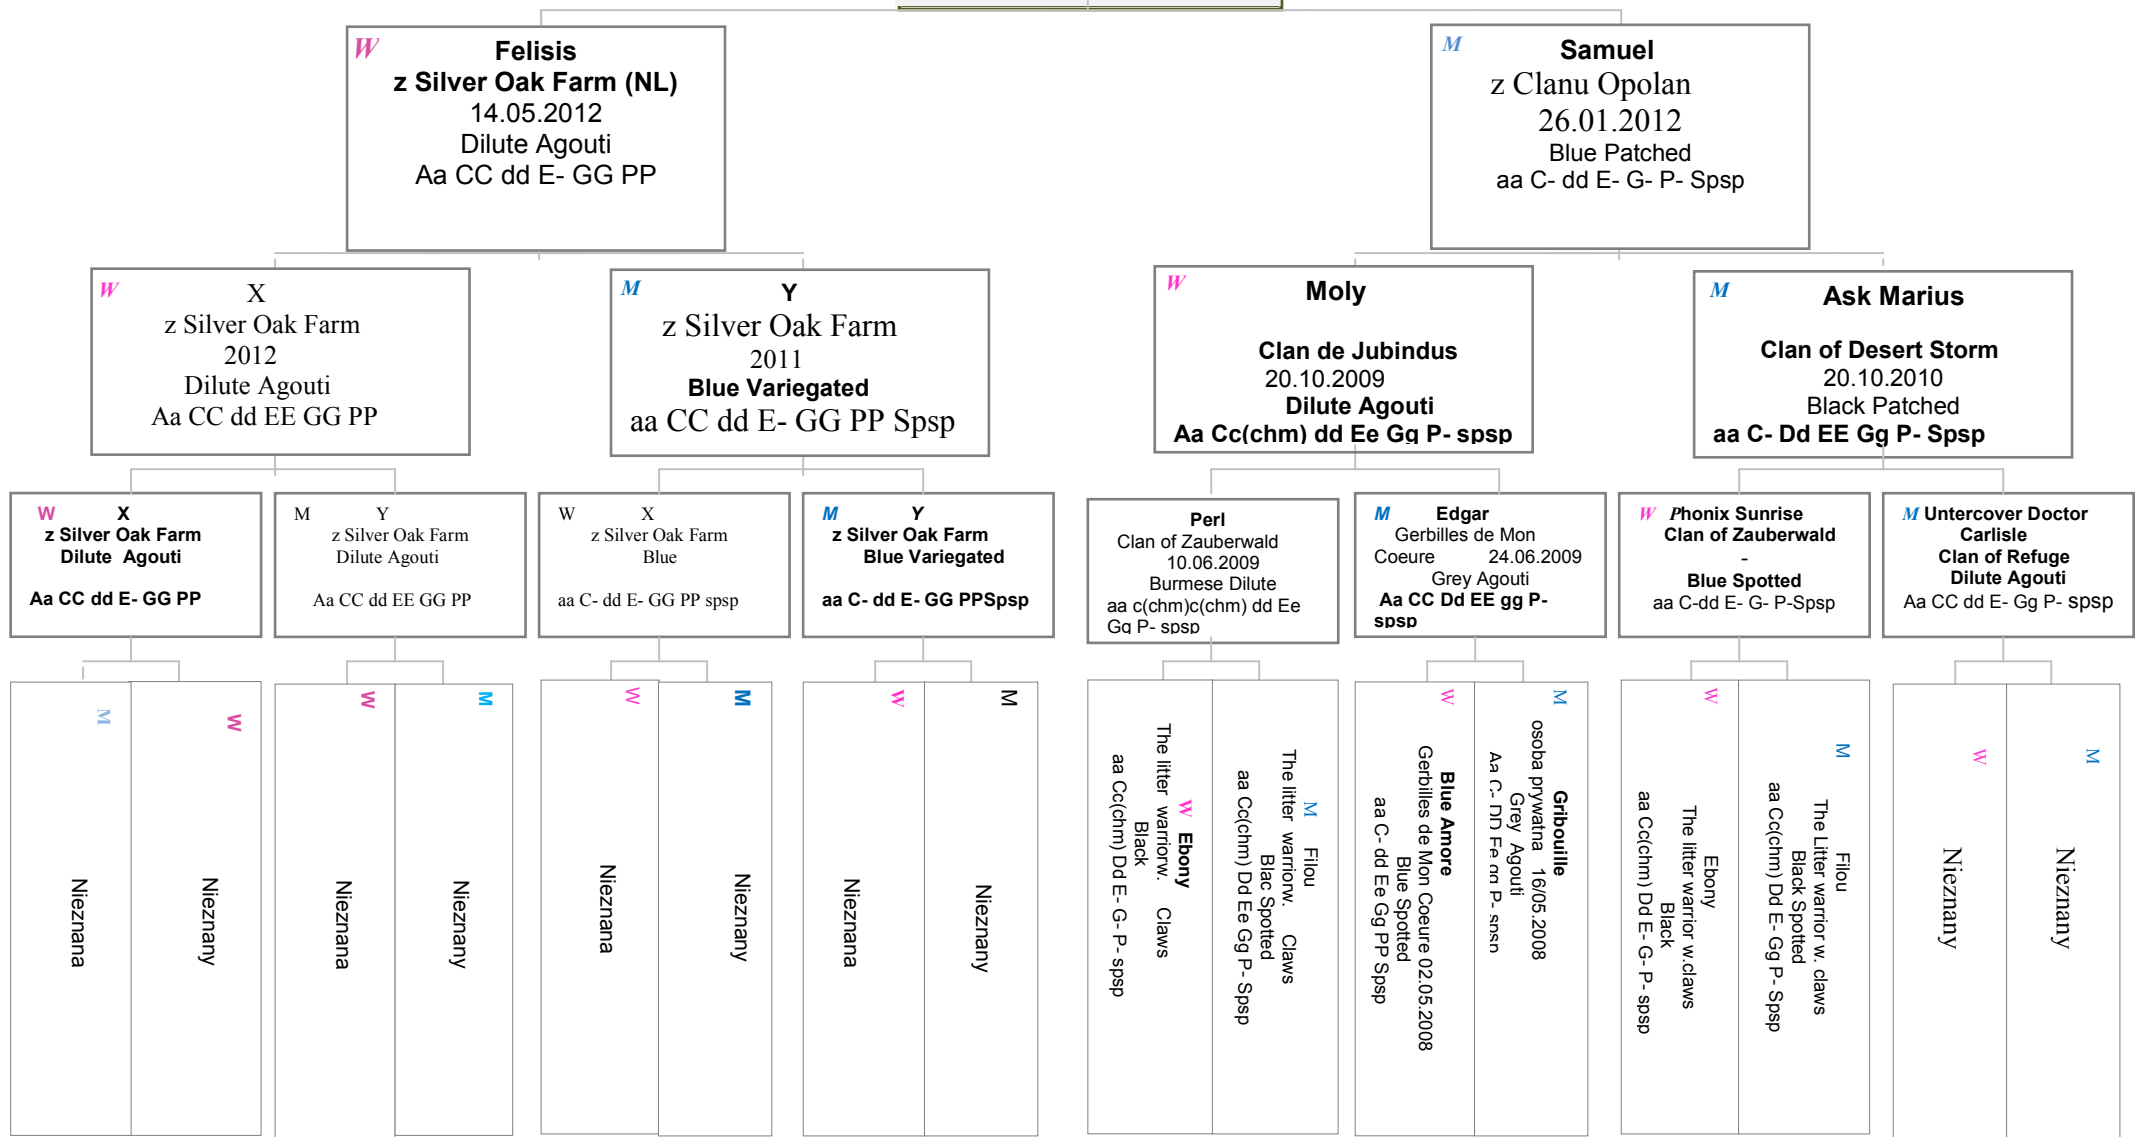 W Felisis
z Silver Oak Farm (NL)
14.05.2012
Dilute Agouti
Aa CC dd E- GG PP
M Samuel
z Clanu Opolan
26.01.2012
Blue Patched
aa C- dd E- G- P- Spsp
W X
z Silver Oak Farm
2012
Dilute Agouti
Aa CC dd EE GG PP
M Y
z Silver Oak Farm
2011
Blue Variegated
aa CC dd E- GG PP Spsp
W Moly
Clan de Jubindus
20.10.2009
Dilute Agouti
Aa Cc(chm) dd Ee Gg P- spsp
M Ask Marius
Clan of Desert Storm
20.10.2010
Black Patched
aa C- Dd EE Gg P- Spsp
W X
z Silver Oak Farm
Dilute Agouti
Aa CC dd E- GG PP
M Y
z Silver Oak Farm
Dilute Agouti
Aa CC dd EE GG PP
W X
z Silver Oak Farm
Blue
aa C- dd E- GG PP spsp
M Y
z Silver Oak Farm
Blue Variegated
aa C- dd E- GG PPSpsp
Perl
Clan of Zauberwald
10.06.2009
Burmese Dilute
aa c(chm)c(chm) dd Ee
Gg P- spsp
M Edgar
Gerbilles de Mon
Coeure 24.06.2009
Grey Agouti
Aa CC Dd EE gg P-
spsp
W Phonix Sunrise
Clan of Zauberwald
-
Blue Spotted
aa C-dd E- G- P-Spsp
M Untercover Doctor
Carlisle
Clan of Refuge
Dilute Agouti
Aa CC dd E- Gg P- spsp
M
Nieznana
W
Nieznany
W
Nieznana
M
Nieznany
W
Nieznana
M
Nieznany
W
Nieznana
M
Nieznany
W Ebony
The litter warriorw. Claws
Black
aa Cc(chm) Dd E- G- P- spsp
M Filou
The litter warriorw. Claws
Blac Spotted
aa Cc(chm) Dd Ee Gg P- Spsp
W
Blue Amore
Gerbilles de Mon Coeure 02.05.2008
Blue Spotted
aa C- dd Ee Gg PP Spsp
M
Gribouille
osoba prywatna 16/05.2008
Grey Agouti
Aa C- DD Ee gg P- spsp
W
Ebony
The litter warrior w.claws
Black
aa Cc(chm) Dd E- G- P- spsp
M
Filou
The Litter warrior w. claws
Black Spotted
aa Cc(chm) Dd E- Gg P- Spsp
W
Nieznany
M
Nieznany